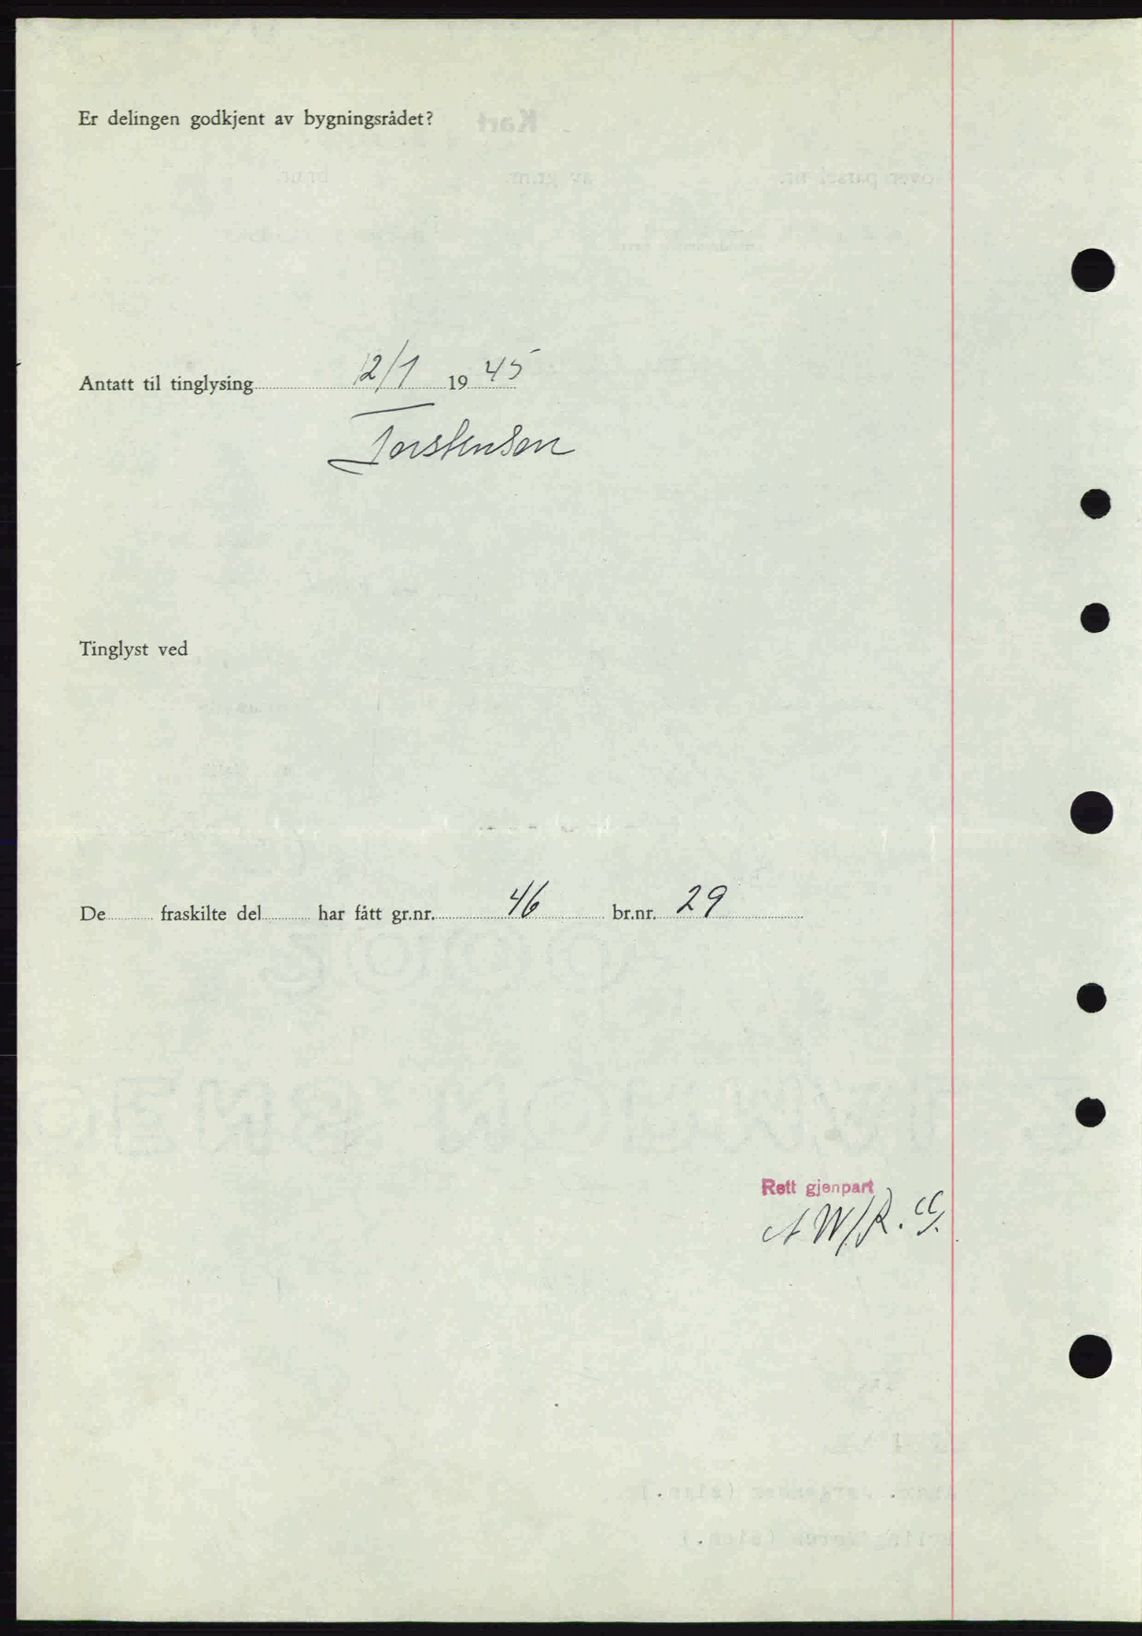 Er delingen godkjent av bygningsrådet?
Antatt til tinglysing 12/1 1945
Torstensen
Tinglyst ved
De fraskilte del har fått gr.nr. 46 br.nr. 29
Rett gjenpart